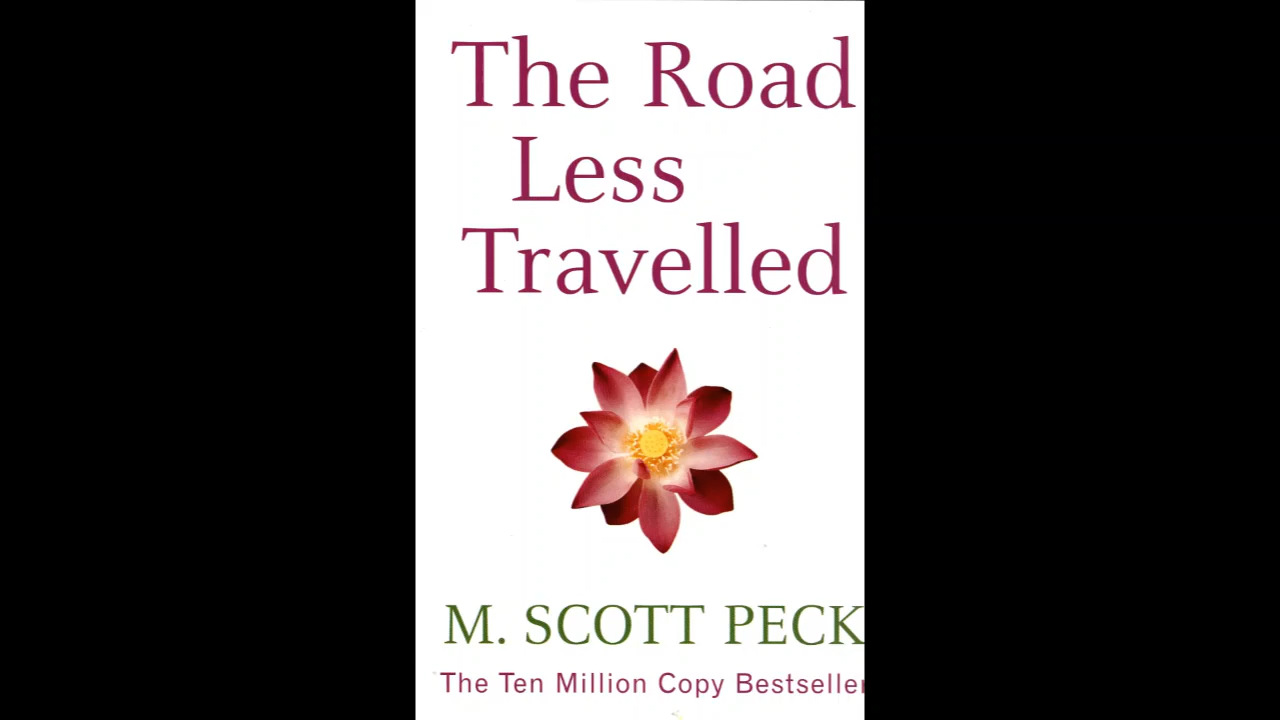 The Road
Less
Travelled
M. SCOTT PECK
The Ten Million Copy Bestseller